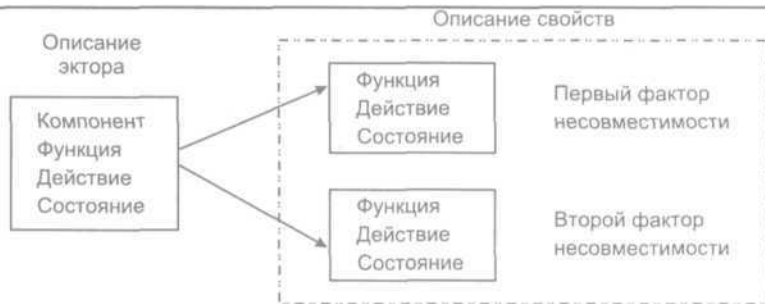 Описание свойств
Описание
эктора
Компонент
Функция
Действие
Состояние
Функция
Действие
Состояние
Первый фактор
несовместимости
Функция
Действие
Состояние
Второй фактор
несовместимости